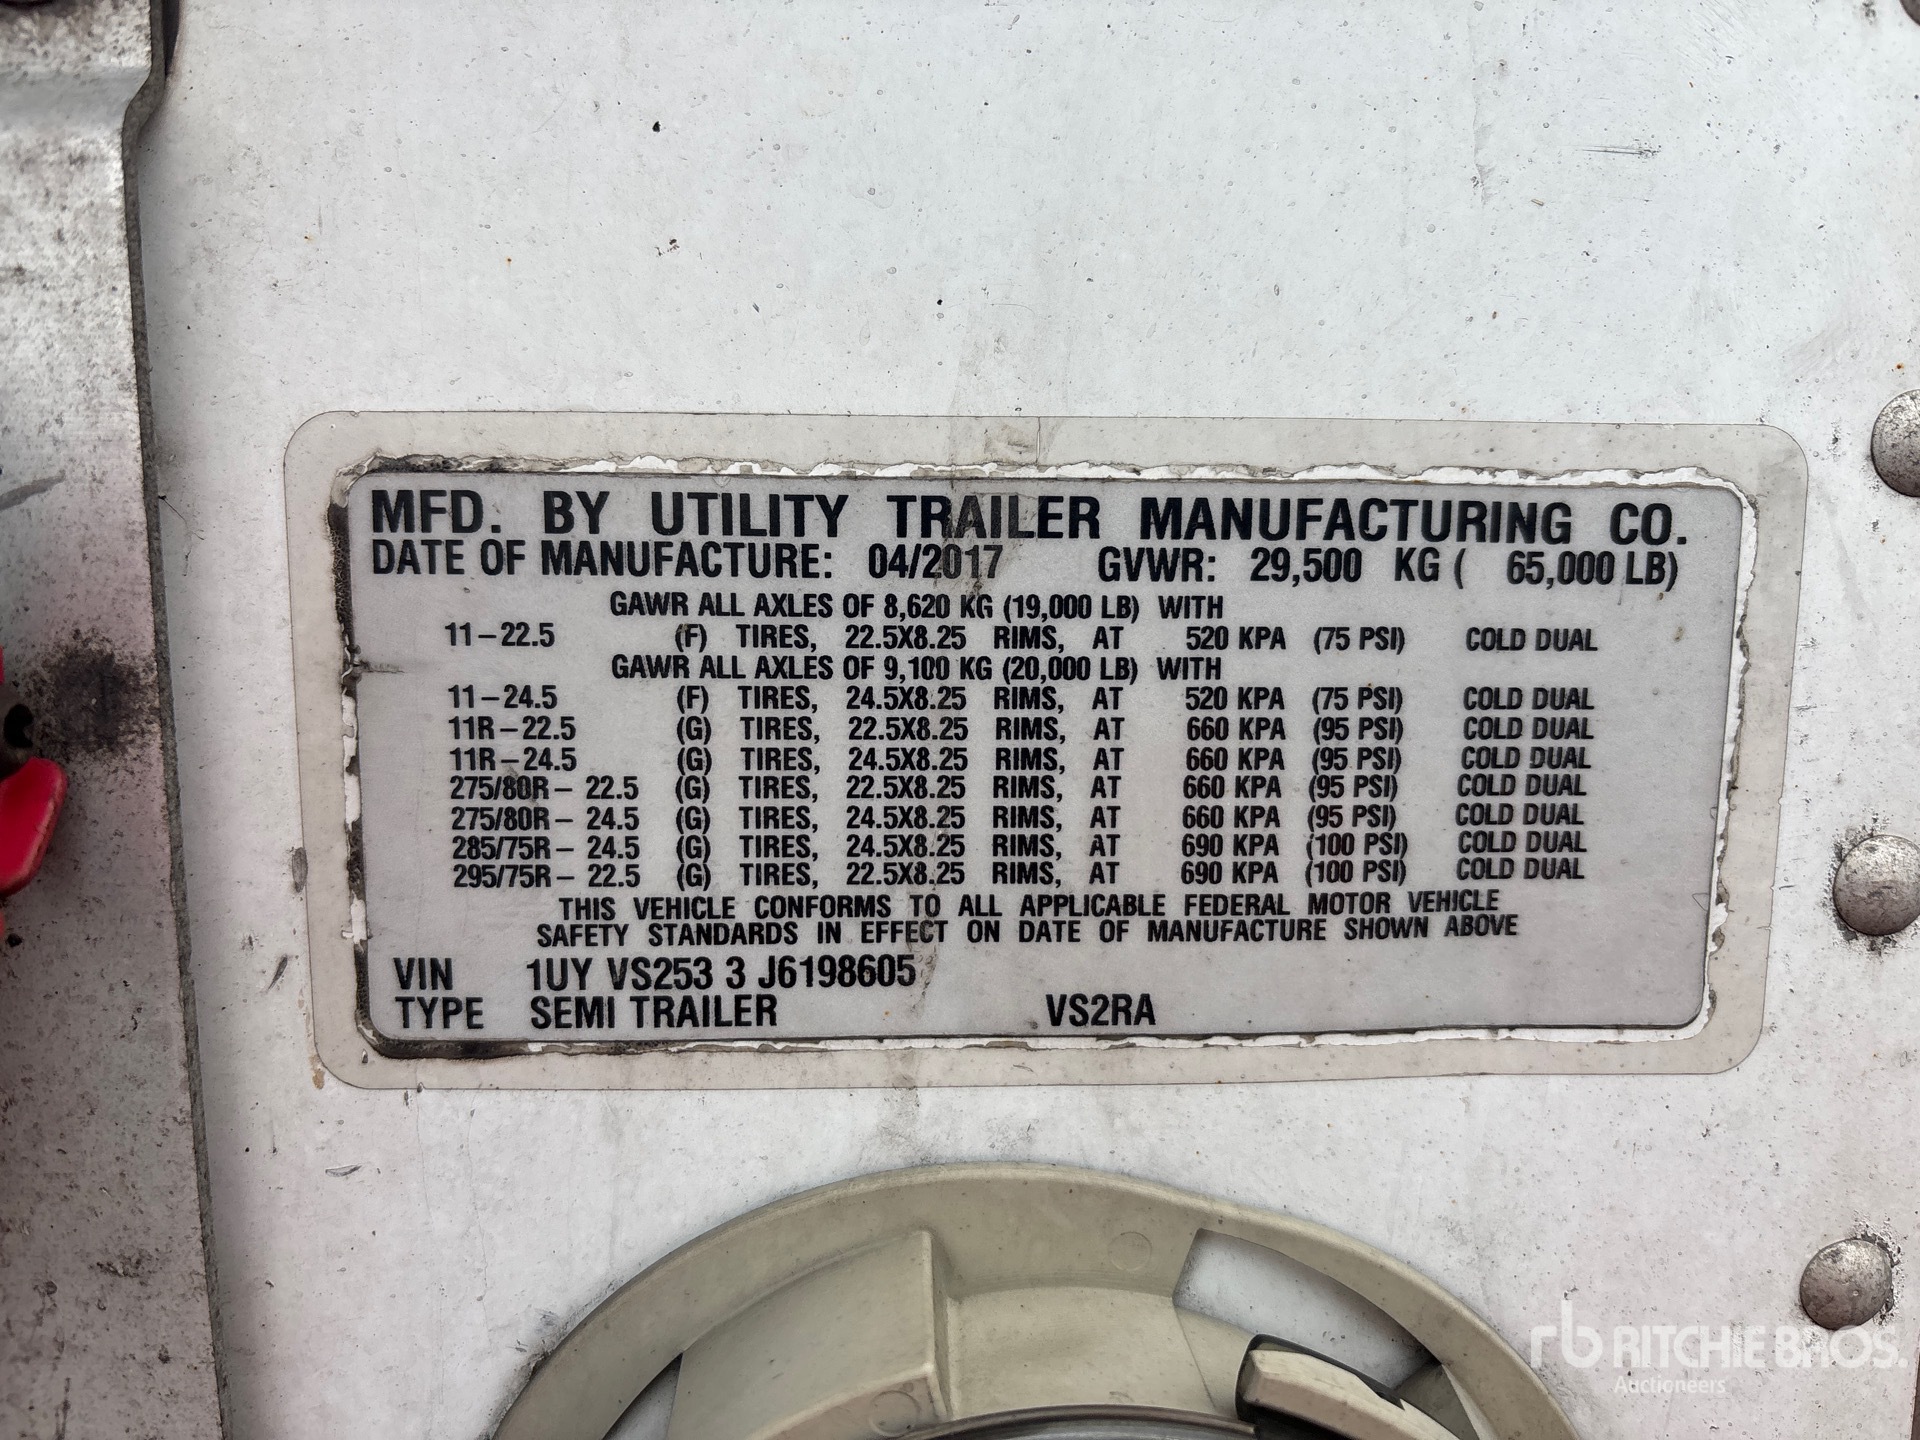 MFD. BY UTILITY TRAILER MANUFACTURING CO.
DATE OF MANUFACTURE: 04/2017 GVWR: 29,500 KG ( 65,000 LB)
GAWR ALL AXLES OF 8,620 KG (19,000 LB) WITH
11-22.5 (F) TIRES, 22.5X8.25 RIMS, AT 520 KPA (75 PSI) COLD DUAL
GAWR ALL AXLES OF 9,100 KG (20,000 LB) WITH
11-24.5 (F) TIRES, 24.5X8.25 RIMS, AT 520 KPA (75 PSI) COLD DUAL
11R-22.5 (G) TIRES, 22.5X8.25 RIMS, AT 660 KPA (95 PSI) COLD DUAL
11R-24.5 (G) TIRES, 24.5X8.25 RIMS, AT 660 KPA (95 PSI) COLD DUAL
275/80R- 22.5 (G) TIRES, 22.5X8.25 RIMS, AT 660 KPA (95 PSI) COLD DUAL
275/80R- 24.5 (G) TIRES, 24.5X8.25 RIMS, AT 660 KPA (95 PSI) COLD DUAL
285/75R- 24.5 (G) TIRES, 24.5X8.25 RIMS, AT 690 KPA (100 PSI) COLD DUAL
295/75R- 22.5 (G) TIRES, 22.5X8.25 RIMS, AT 690 KPA (100 PSI) COLD DUAL
THIS VEHICLE CONFORMS TO ALL APPLICABLE FEDERAL MOTOR VEHICLE
SAFETY STANDARDS IN EFFECT ON DATE OF MANUFACTURE SHOWN ABOVE
VIN 1UY VS253 3 J6198605
TYPE SEMI TRAILER VS2RA
rb RITCHIE BROS.
Auctioneers